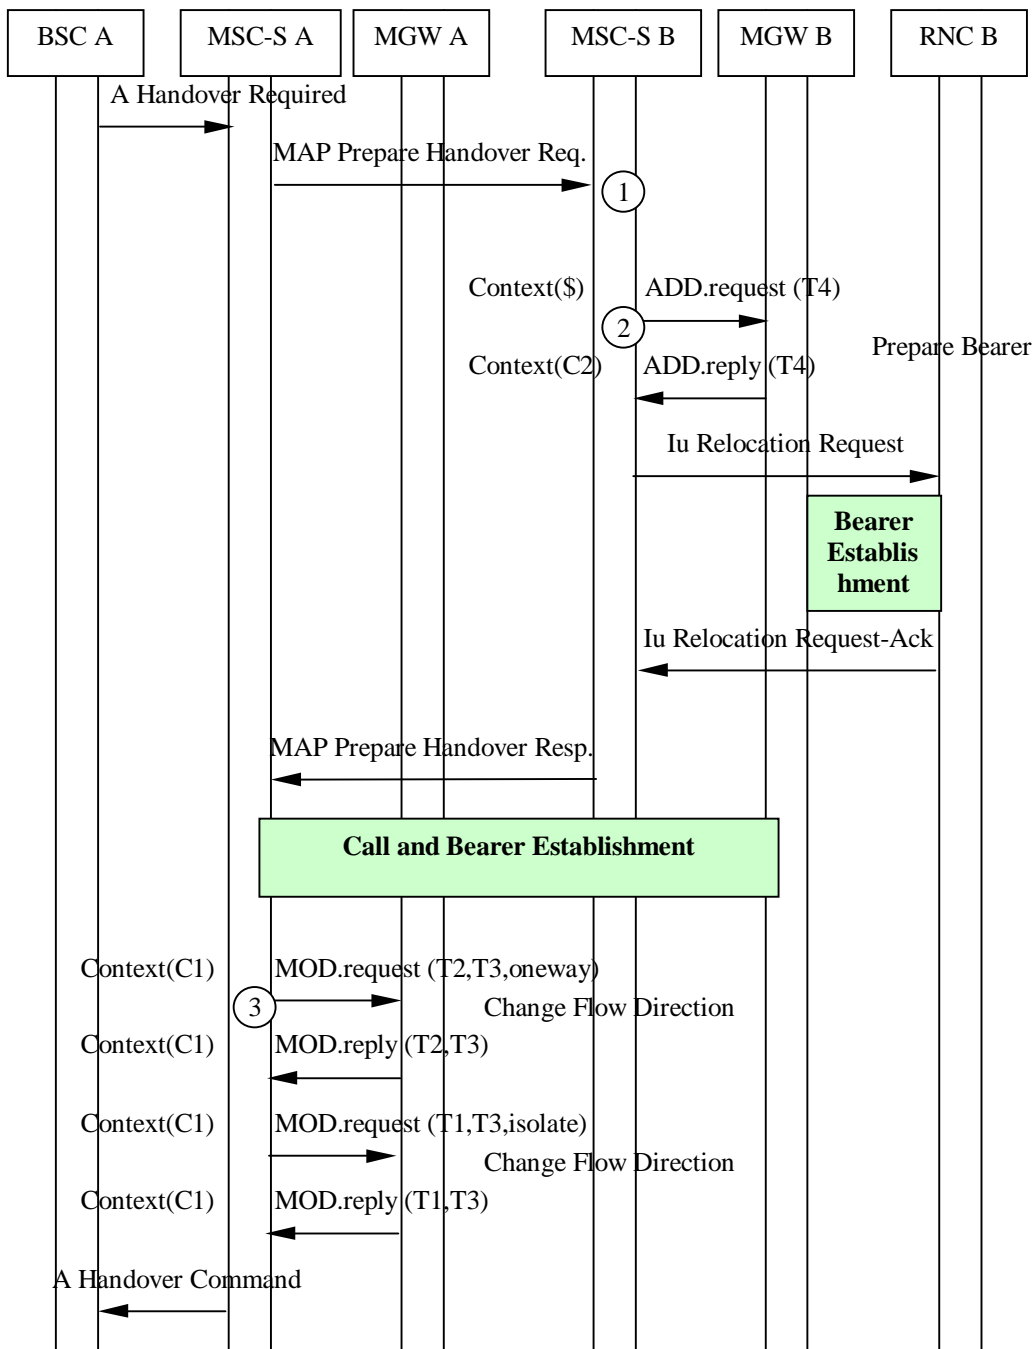 BSC A
MSC-S A
MGW A
MSC-S B
MGW B
RNC B
A Handover Required
MAP Prepare Handover Req.
1
Context($)
ADD.request (T4)
2
Prepare Bearer
Context(C2)
ADD.reply (T4)
Iu Relocation Request
Bearer
Establis
hment
Iu Relocation Request-Ack
MAP Prepare Handover Resp.
Call and Bearer Establishment
Context(C1)
MOD.request (T2,T3,oneway)
3
Change Flow Direction
Context(C1)
MOD.reply (T2,T3)
Context(C1)
MOD.request (T1,T3,isolate)
Change Flow Direction
Context(C1)
MOD.reply (T1,T3)
A Handover Command